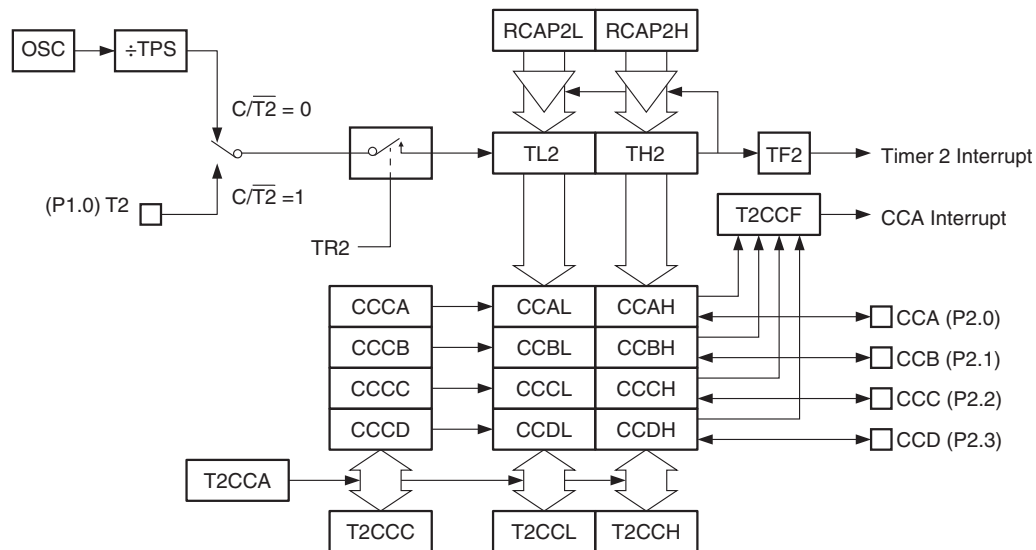 RCAP2L RCAP2H
OSC ÷TPS
C/T̅2̅ = 0
TL2 TH2 TF2 Timer 2 Interrupt
C/T̅2̅ =1
(P1.0) T2
T2CCF CCA Interrupt
TR2
CCCA CCAL CCAH CCA (P2.0)
CCCB CCBL CCBH CCB (P2.1)
CCCC CCCL CCCH CCC (P2.2)
CCCD CCDL CCDH CCD (P2.3)
T2CCA
T2CCC T2CCL T2CCH